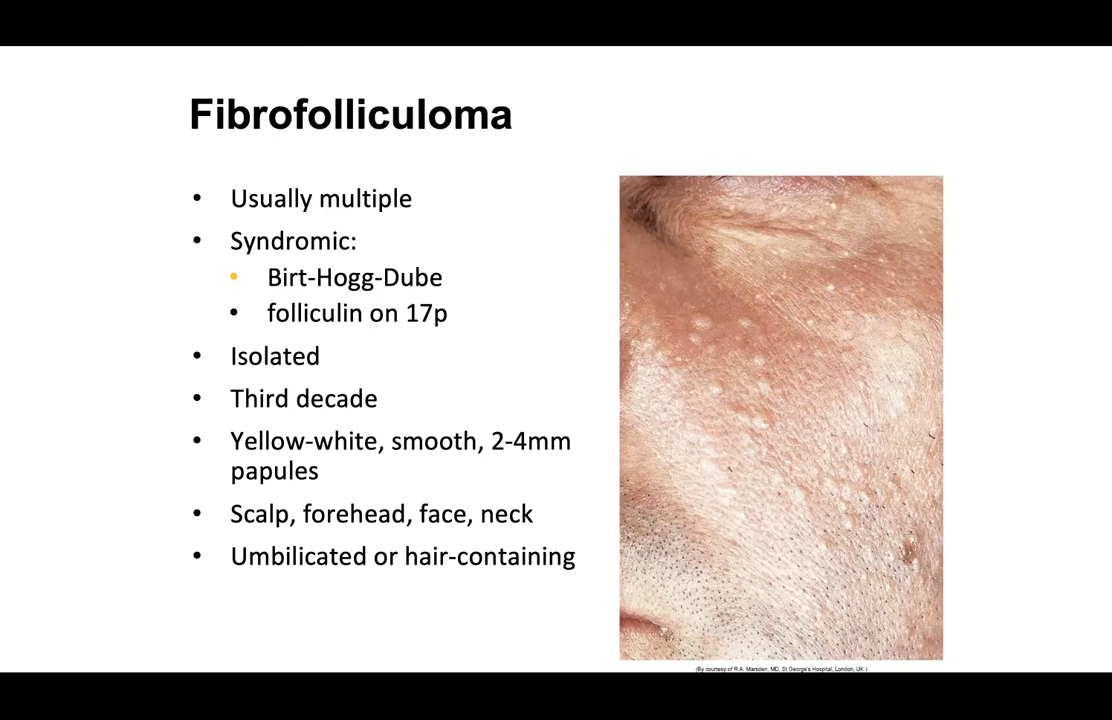 Fibrofolliculoma
• Usually multiple
• Syndromic:
• Birt-Hogg-Dube
• folliculin on 17p
• Isolated
• Third decade
• Yellow-white, smooth, 2-4mm
papules
• Scalp, forehead, face, neck
• Umbilicated or hair-containing
(By courtesy of R.A. Marsden, MD, St George's Hospital, London, UK.)